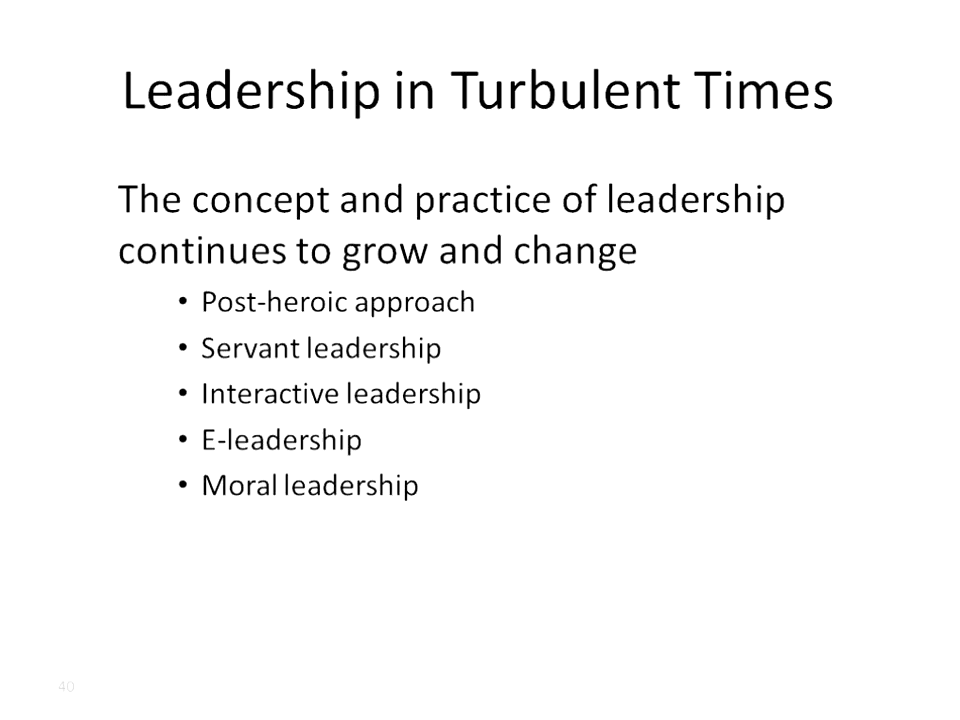 Leadership in Turbulent Times
The concept and practice of leadership
continues to grow and change
• Post-heroic approach
• Servant leadership
• Interactive leadership
• E-leadership
• Moral leadership
40